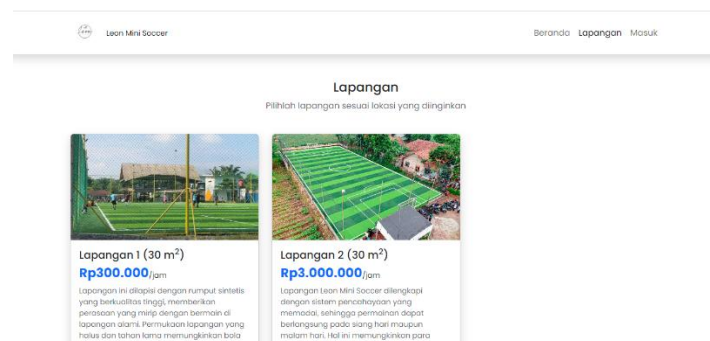 Leon Mini Soccer
Beranda Lapangan Masuk
Lapangan
Pilihlah lapangan sesuai lokasi yang diinginkan
Lapangan 1 (30 m²)
Rp300.000/jam
Lapangan ini dilapisi dengan rumput sintetis
yang berkualitas tinggi, memberikan
perasaan yang mirip dengan bermain di
lapangan alami. Permukaan lapangan yang
halus dan tahan lama memungkinkan bola
Lapangan 2 (30 m²)
Rp3.000.000/jam
Lapangan Leon Mini Soccer dilengkapi
dengan sistem pencahayaan yang
memadai, sehingga permainan dapat
berlangsung pada siang hari maupun
malam hari. Hal ini memungkinkan para